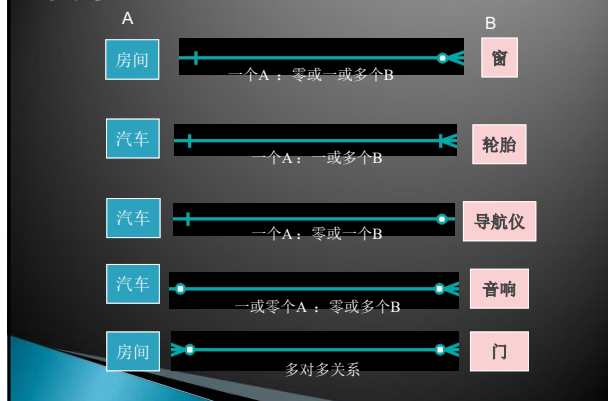 A
B
房间
窗
一个A ： 零或一或多个B
汽车
轮胎
一个A ： 一或多个B
汽车
导航仪
一个A ： 零或一个B
汽车
音响
一或零个A ： 零或多个B
房间
门
多对多关系